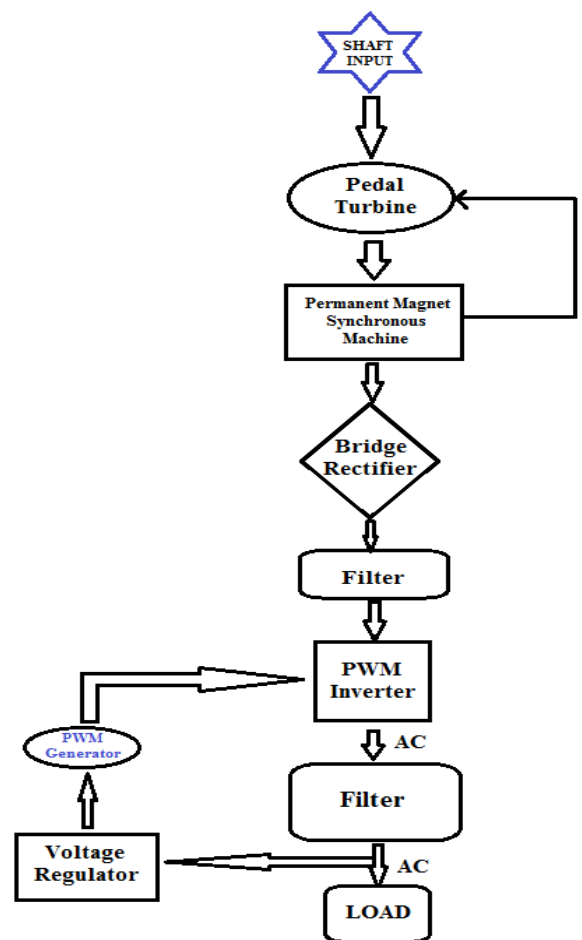 SHAFT
INPUT
Pedal
Turbine
Permanent Magnet
Synchronous
Machine
Bridge
Rectifier
Filter
PWM
Inverter
PWM
Generator
AC
Filter
Voltage
Regulator
AC
LOAD